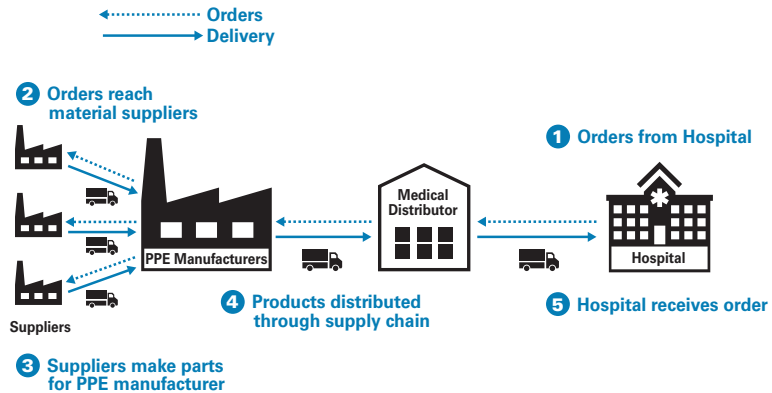 Orders
Delivery
2 Orders reach
material suppliers
1 Orders from Hospital
Medical
Distributor
PPE Manufacturers
Hospital
4 Products distributed
through supply chain
5 Hospital receives order
Suppliers
3 Suppliers make parts
for PPE manufacturer